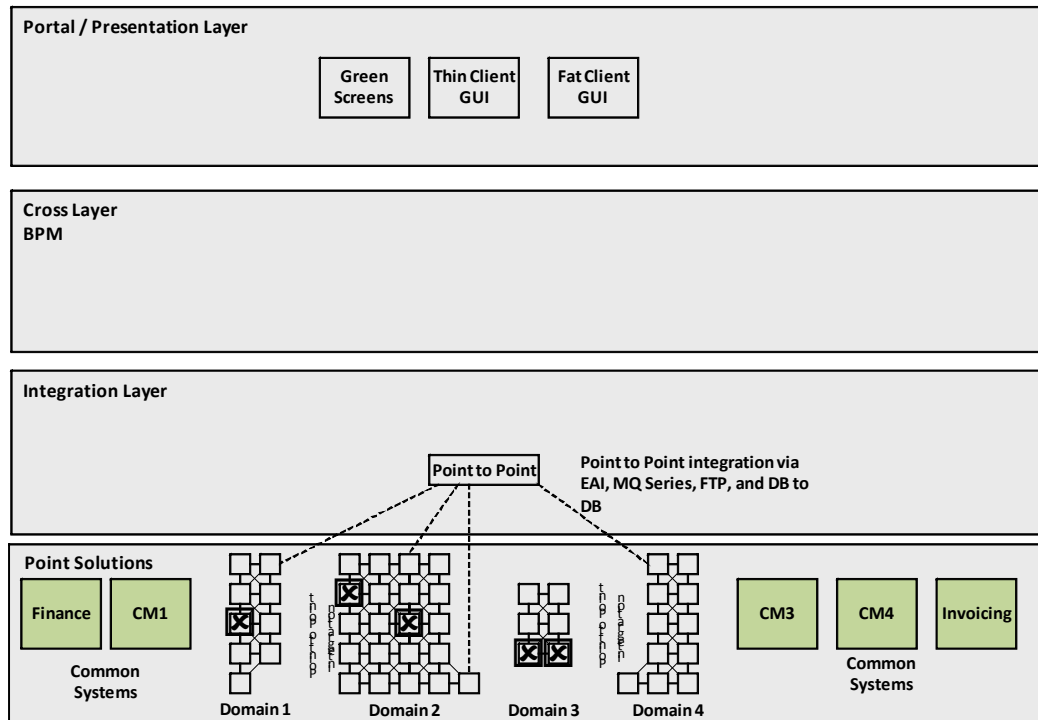 Portal / Presentation Layer
Green
Screens
Thin Client
GUI
Fat Client
GUI
Cross Layer
BPM
Integration Layer
Point to Point
Point to Point integration via
EAI, MQ Series, FTP, and DB to
DB
Point Solutions
Finance
CM1
CM3
CM4
Invoicing
Common
Systems
Common
Systems
Domain 1
Domain 2
Domain 3
Domain 4